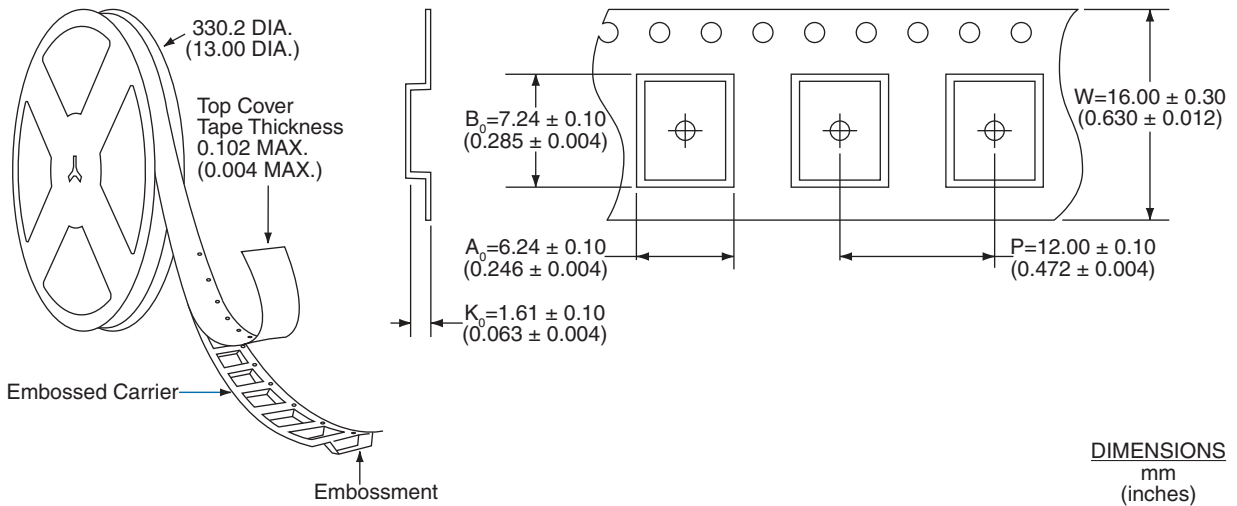 330.2 DIA.
(13.00 DIA.)
Top Cover
Tape Thickness
0.102 MAX.
(0.004 MAX.)
B₀=7.24 ± 0.10
(0.285 ± 0.004)
W=16.00 ± 0.30
(0.630 ± 0.012)
A₀=6.24 ± 0.10
(0.246 ± 0.004)
P=12.00 ± 0.10
(0.472 ± 0.004)
K₀=1.61 ± 0.10
(0.063 ± 0.004)
Embossed Carrier
Embossment
DIMENSIONS
mm
(inches)